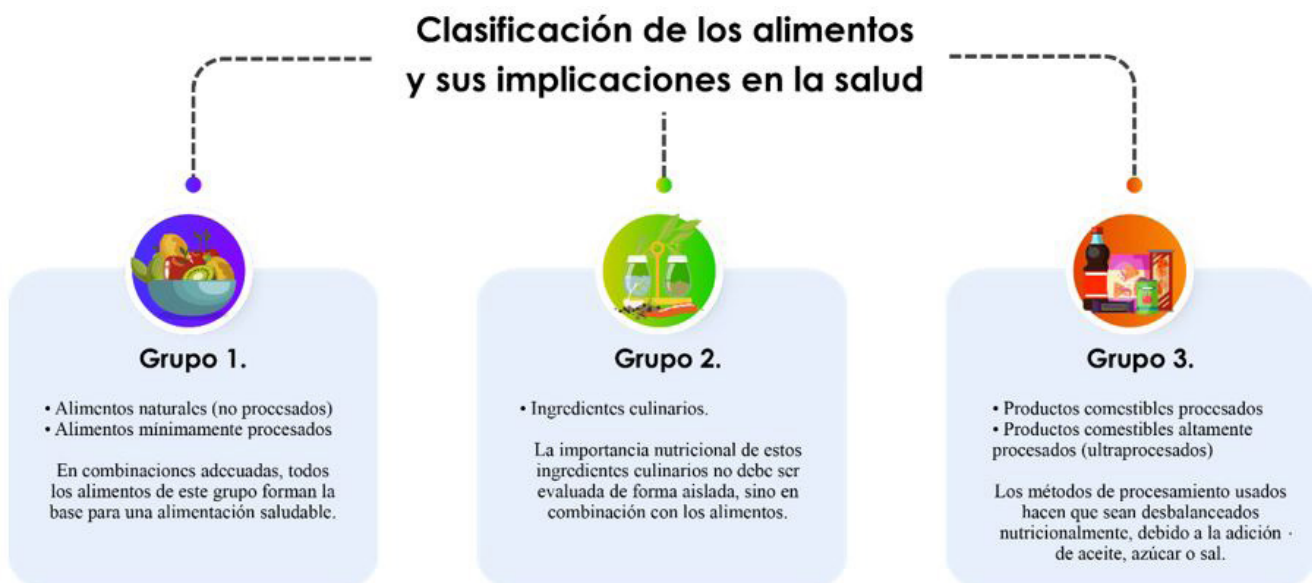 Clasificación de los alimentos
y sus implicaciones en la salud
Grupo 1.
• Alimentos naturales (no procesados)
• Alimentos mínimamente procesados
En combinaciones adecuadas, todos
los alimentos de este grupo forman la
base para una alimentación saludable.
Grupo 2.
• Ingredientes culinarios.
La importancia nutricional de estos
ingredientes culinarios no debe ser
evaluada de forma aislada, sino en
combinación con los alimentos.
Grupo 3.
• Productos comestibles procesados
• Productos comestibles altamente
procesados (ultraprocesados)
Los métodos de procesamiento usados
hacen que sean desbalanceados
nutricionalmente, debido a la adición ·
de aceite, azúcar o sal.